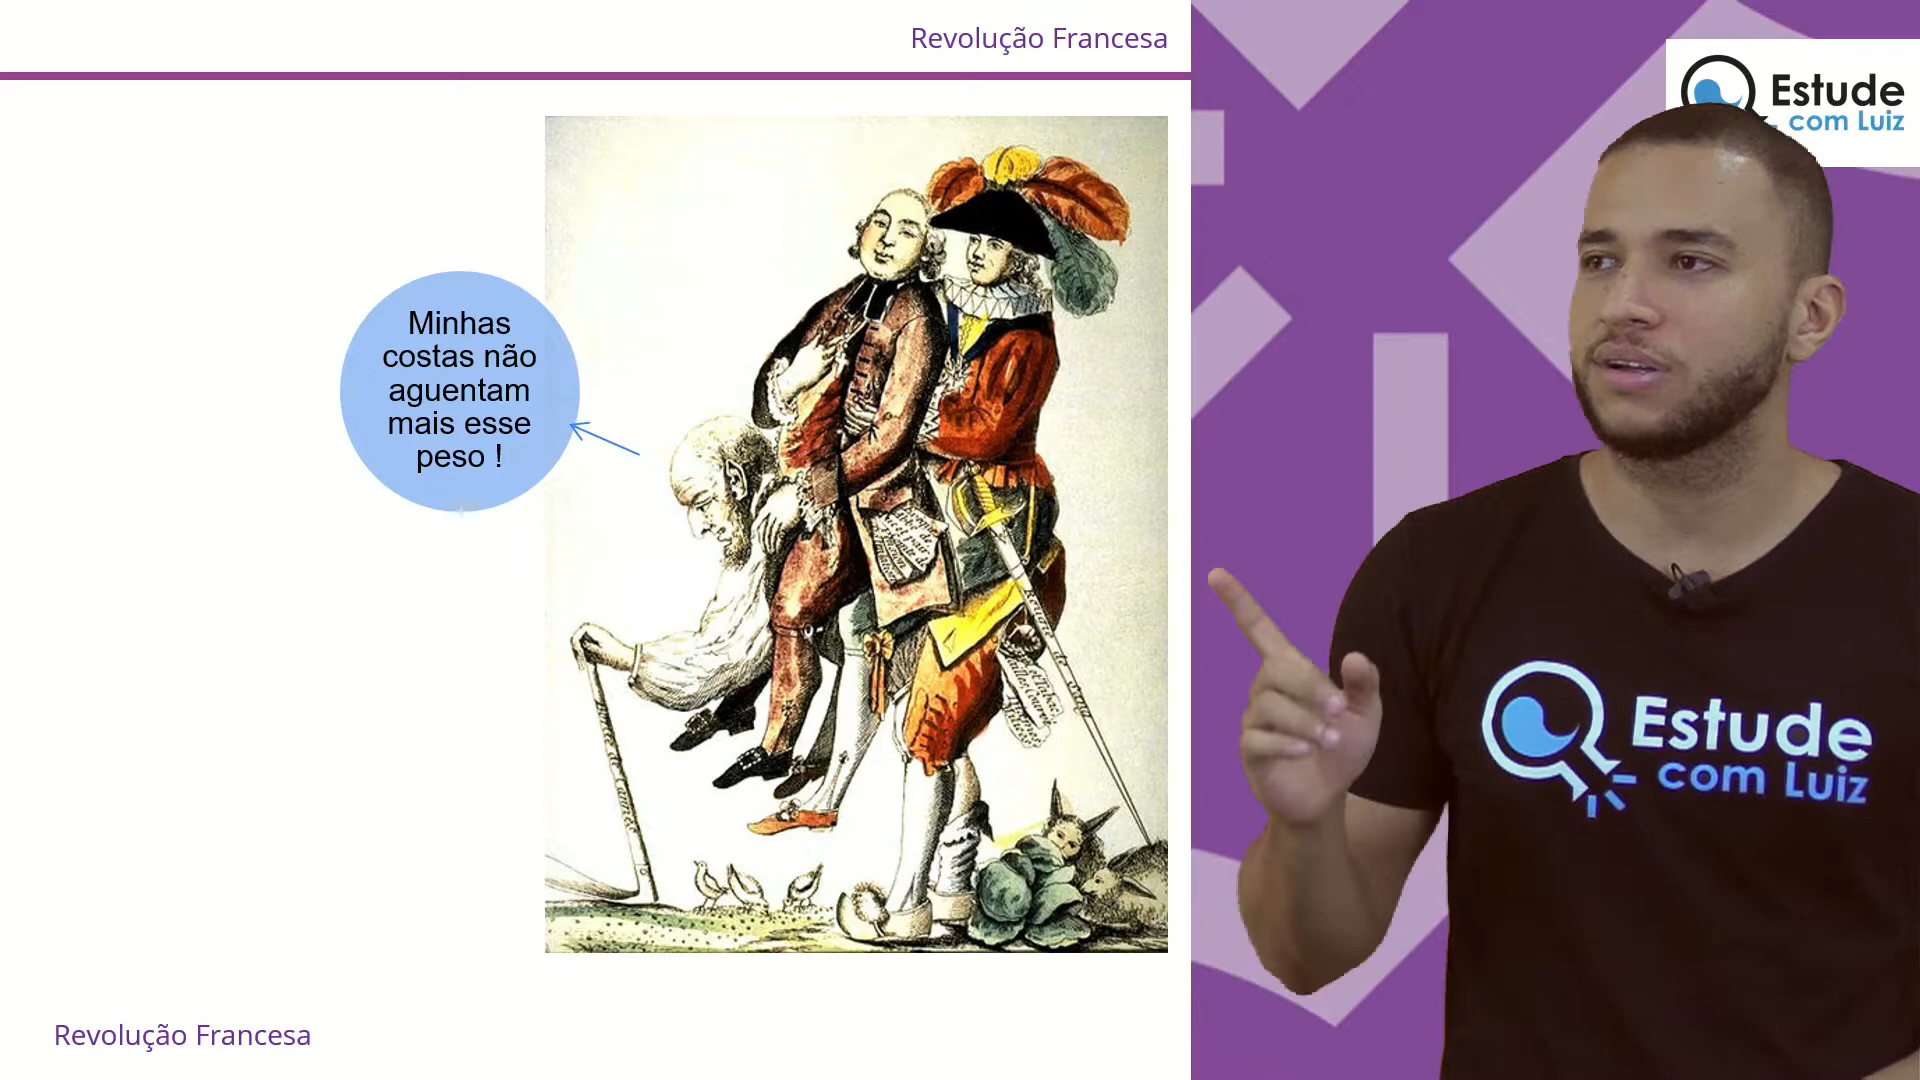 Revolução Francesa
Estude
com Luiz
Minhas
costas não
aguentam
mais esse
peso !
Estude
com Luiz
Revolução Francesa